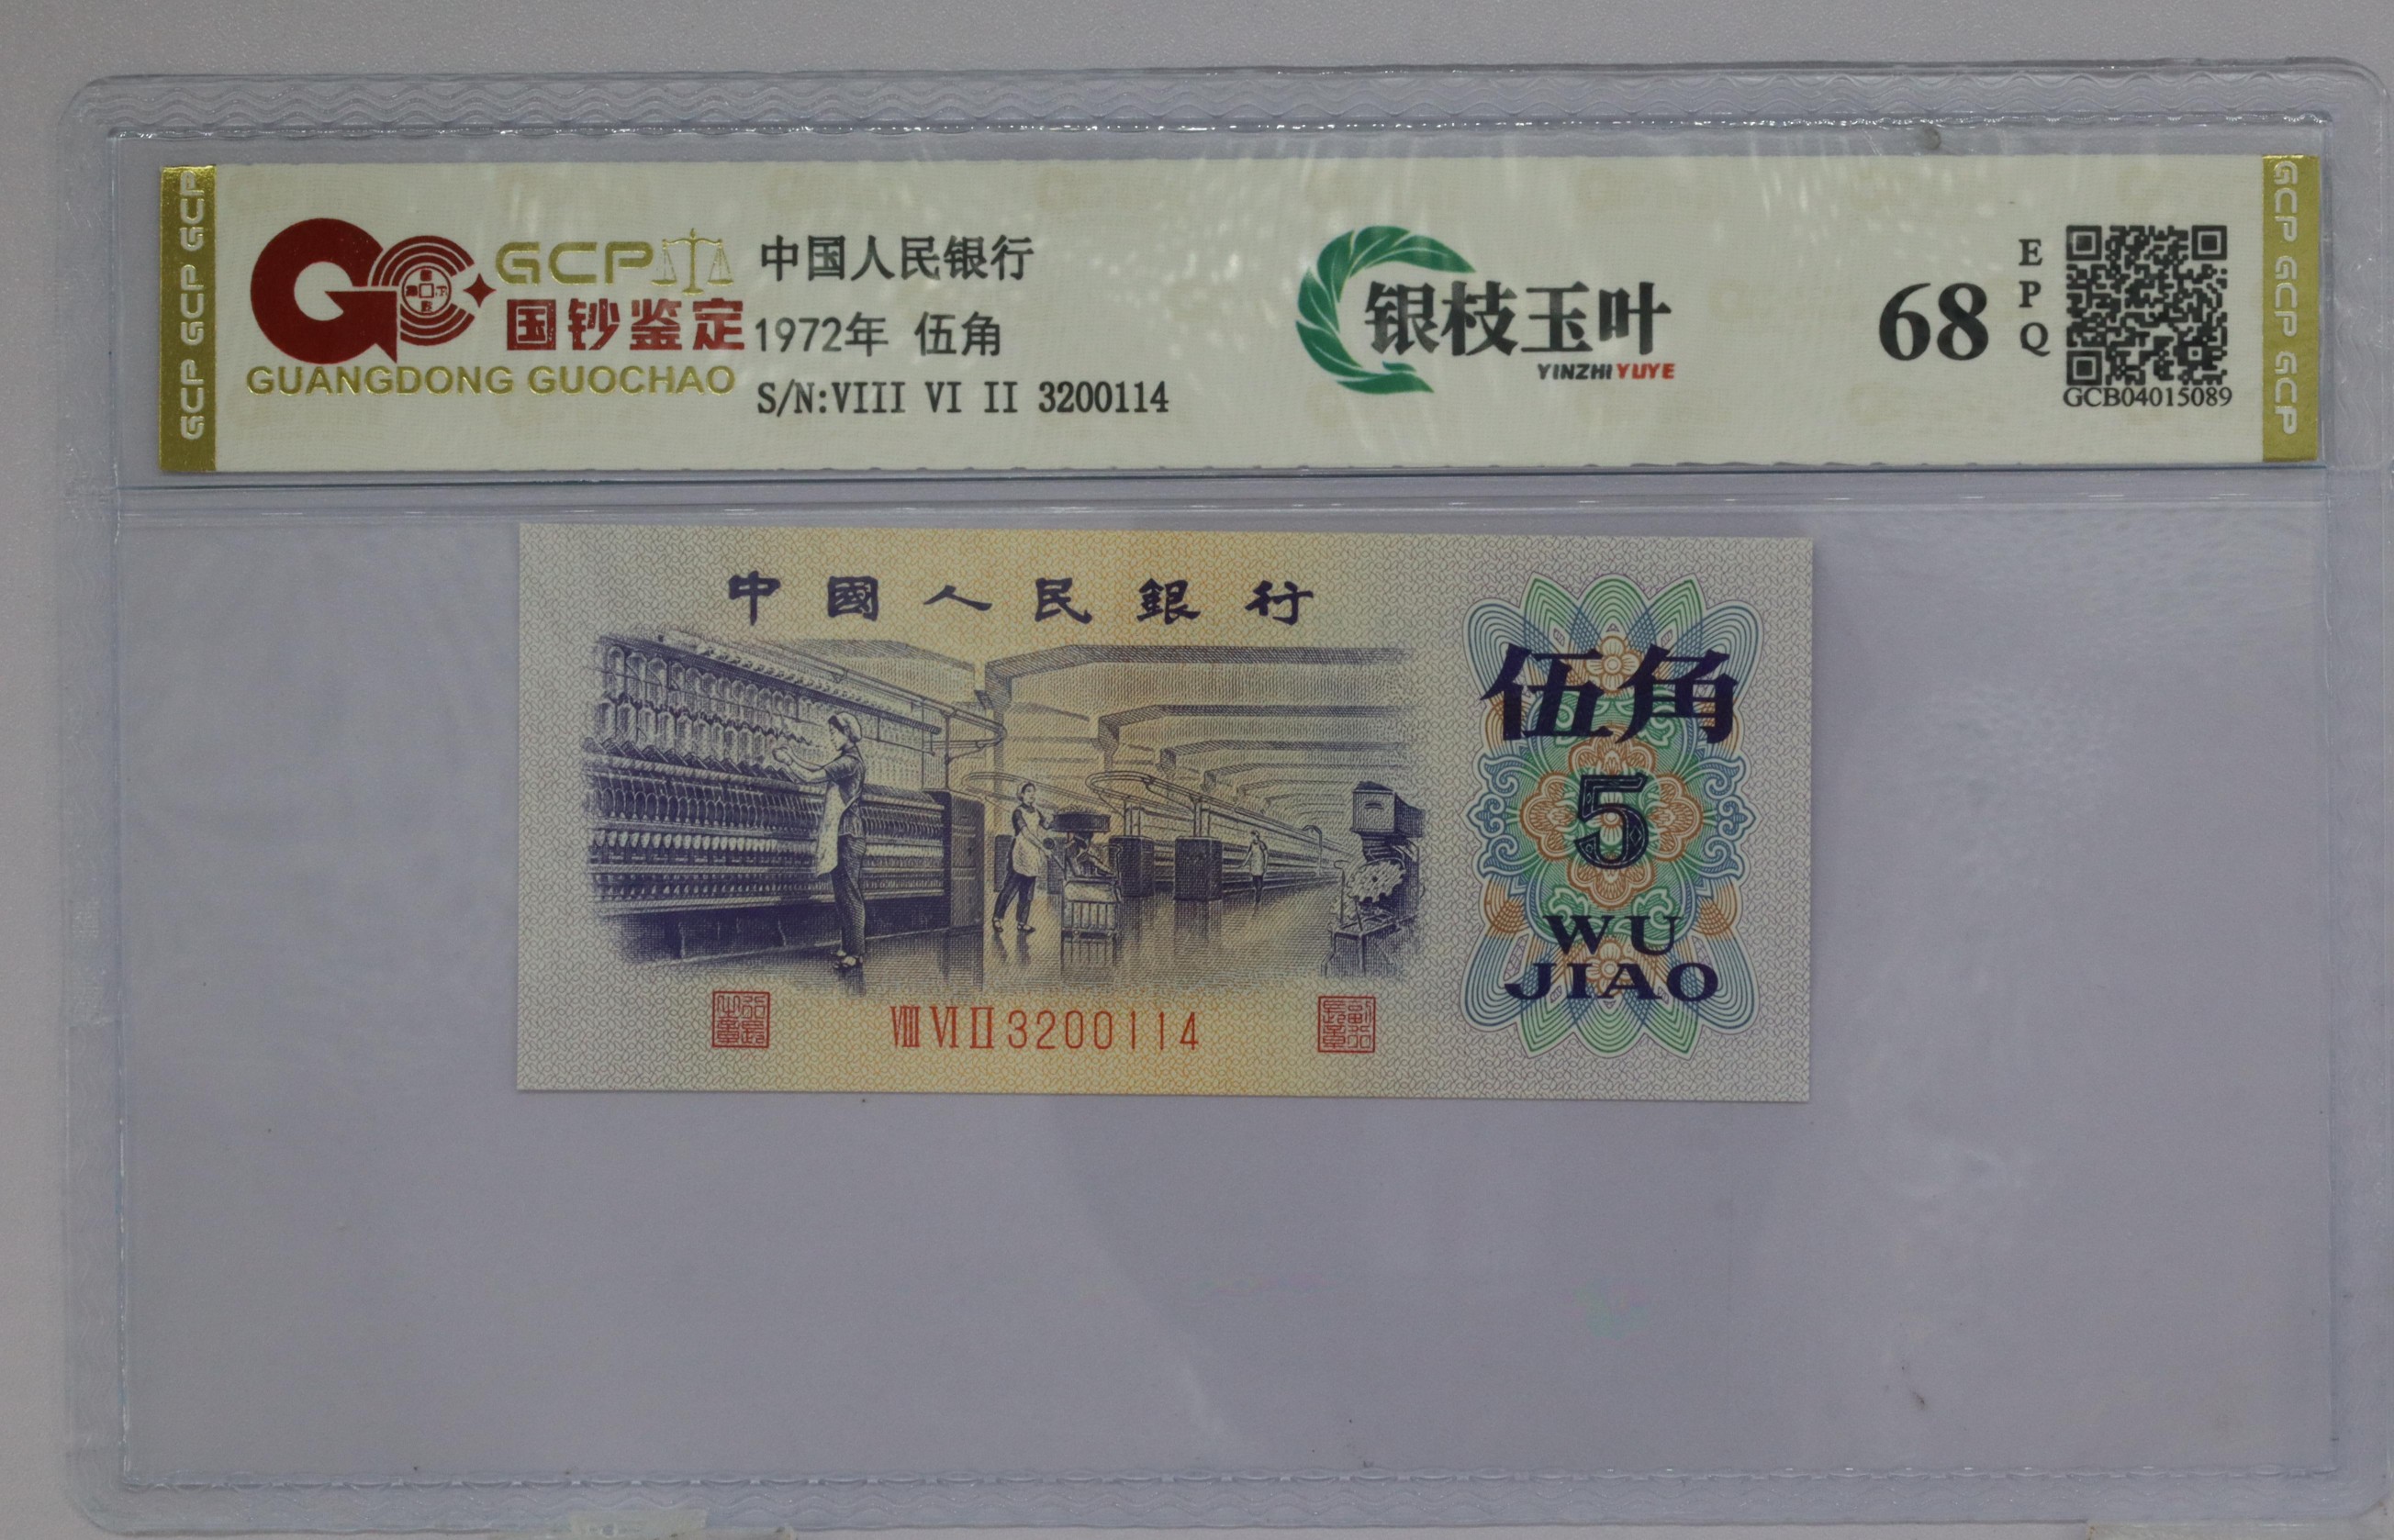 GCP GCP GCP
GCP
国钞鉴定
GUANGDONG GUOCHAO
中国人民银行
1972年 伍角
S/N:VIII VI II 3200114
银枝玉叶
YINZHIYUYE
68
EPQ
GCB04015089
GCP GCP GCP
中國人民銀行
伍角
5
WU
JIAO
VIII VI II 3200114